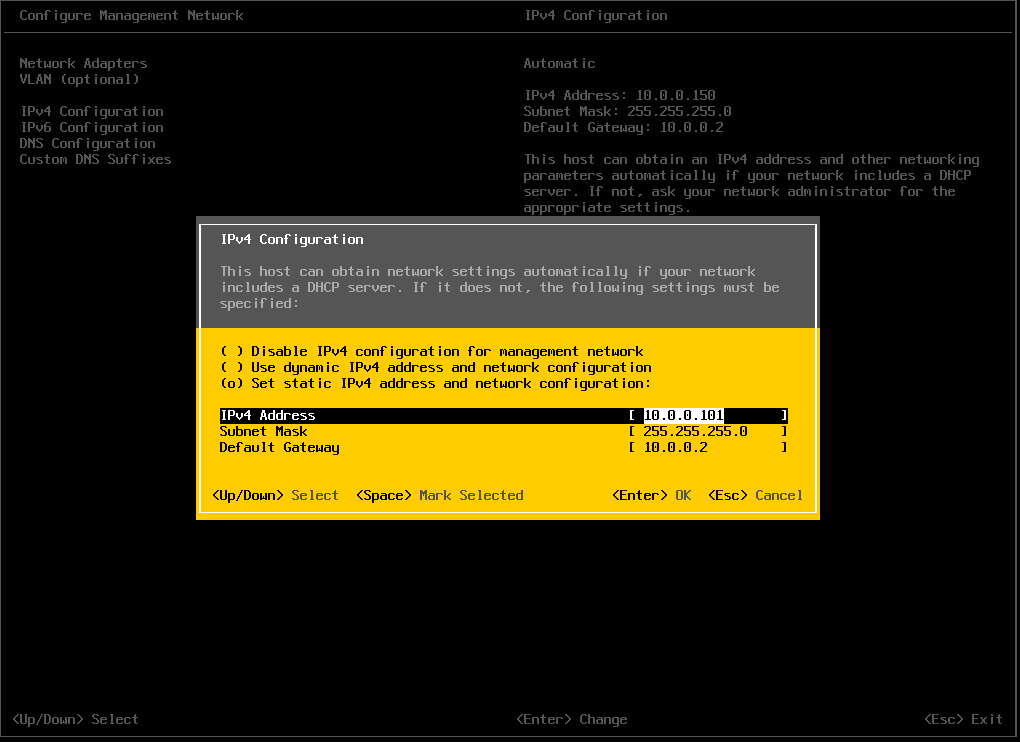 Configure Management Network
IPv4 Configuration
Network Adapters
VLAN (optional)
IPv4 Configuration
IPv6 Configuration
DNS Configuration
Custom DNS Suffixes
Automatic
IPv4 Address: 10.0.0.150
Subnet Mask: 255.255.255.0
Default Gateway: 10.0.0.2
This host can obtain an IPv4 address and other networking
parameters automatically if your network includes a DHCP
server. If not, ask your network administrator for the
appropriate settings.
IPv4 Configuration
This host can obtain network settings automatically if your network
includes a DHCP server. If it does not, the following settings must be
specified:
( ) Disable IPv4 configuration for management network
( ) Use dynamic IPv4 address and network configuration
(o) Set static IPv4 address and network configuration:
IPv4 Address [ 10.0.0.101 ]
Subnet Mask [ 255.255.255.0 ]
Default Gateway [ 10.0.0.2 ]
<Up/Down> Select <Space> Mark Selected <Enter> OK <Esc> Cancel
<Up/Down> Select <Enter> Change <Esc> Exit